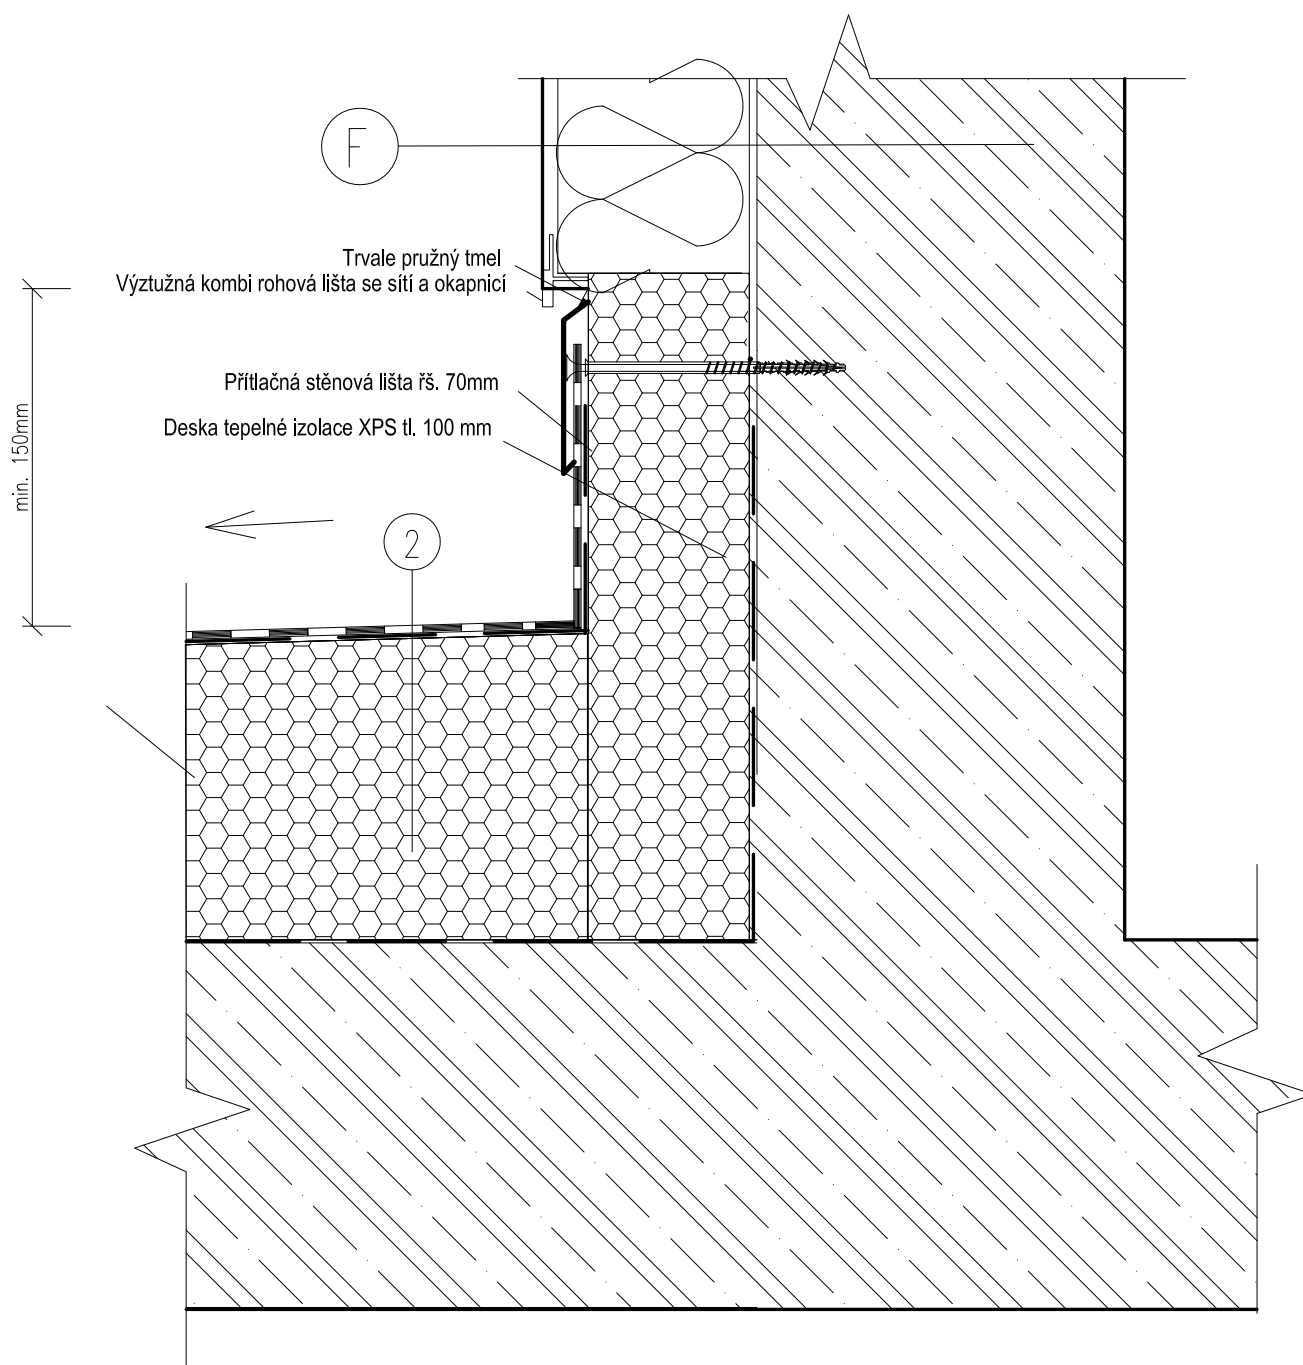 F
Trvale pružný tmel
Výztužná kombi rohová lišta se sítí a okapnicí
Přítlačná stěnová lišta řš. 70mm
Deska tepelné izolace XPS tl. 100 mm
min. 150mm
2